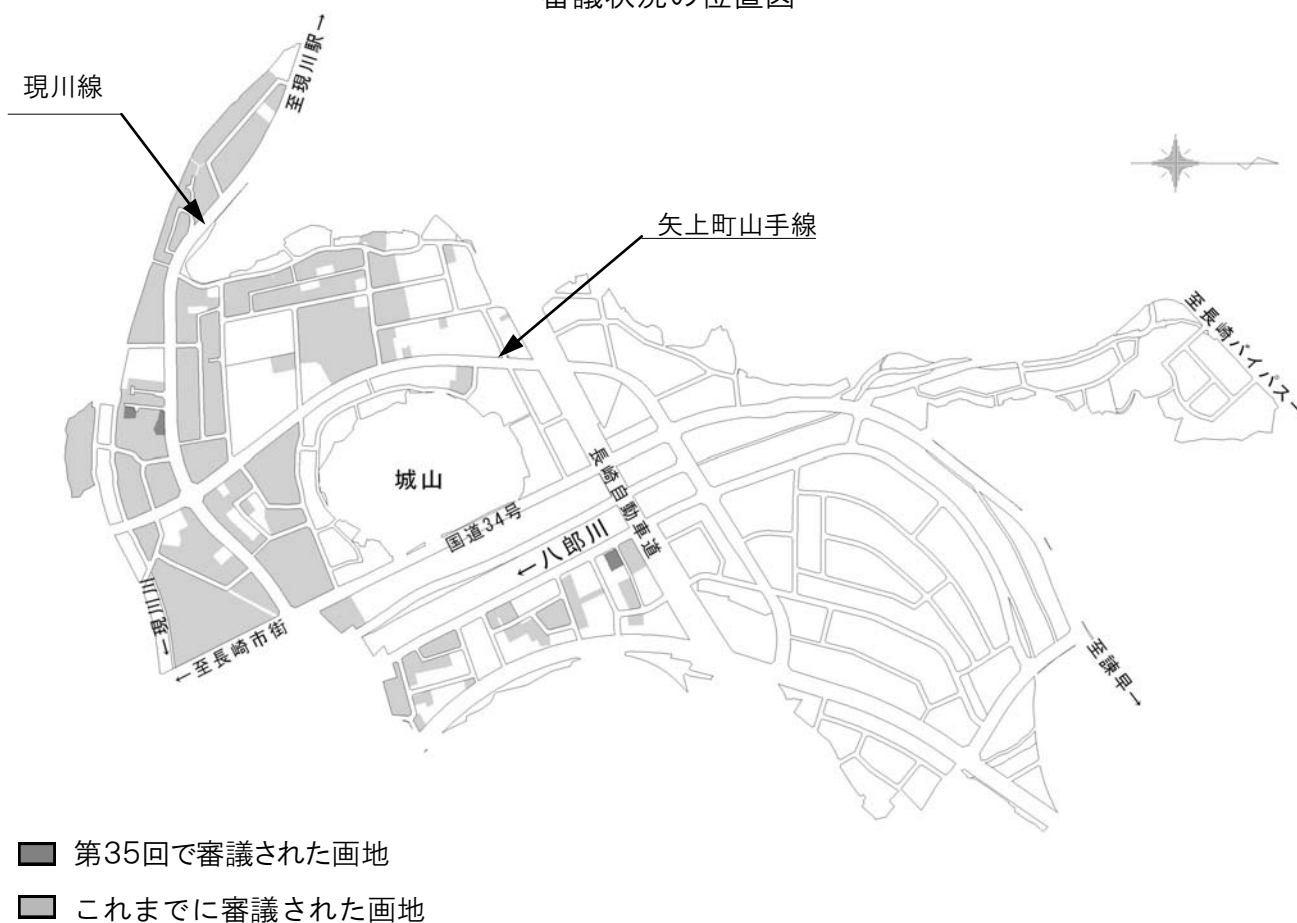 審議状況の位置図
至現川駅→
現川線
矢上町山手線
至長崎バイパス→
城山
長崎自動車道
国道34号
←八郎川
←至長崎市街
至諫早→
第35回で審議された画地
これまでに審議された画地